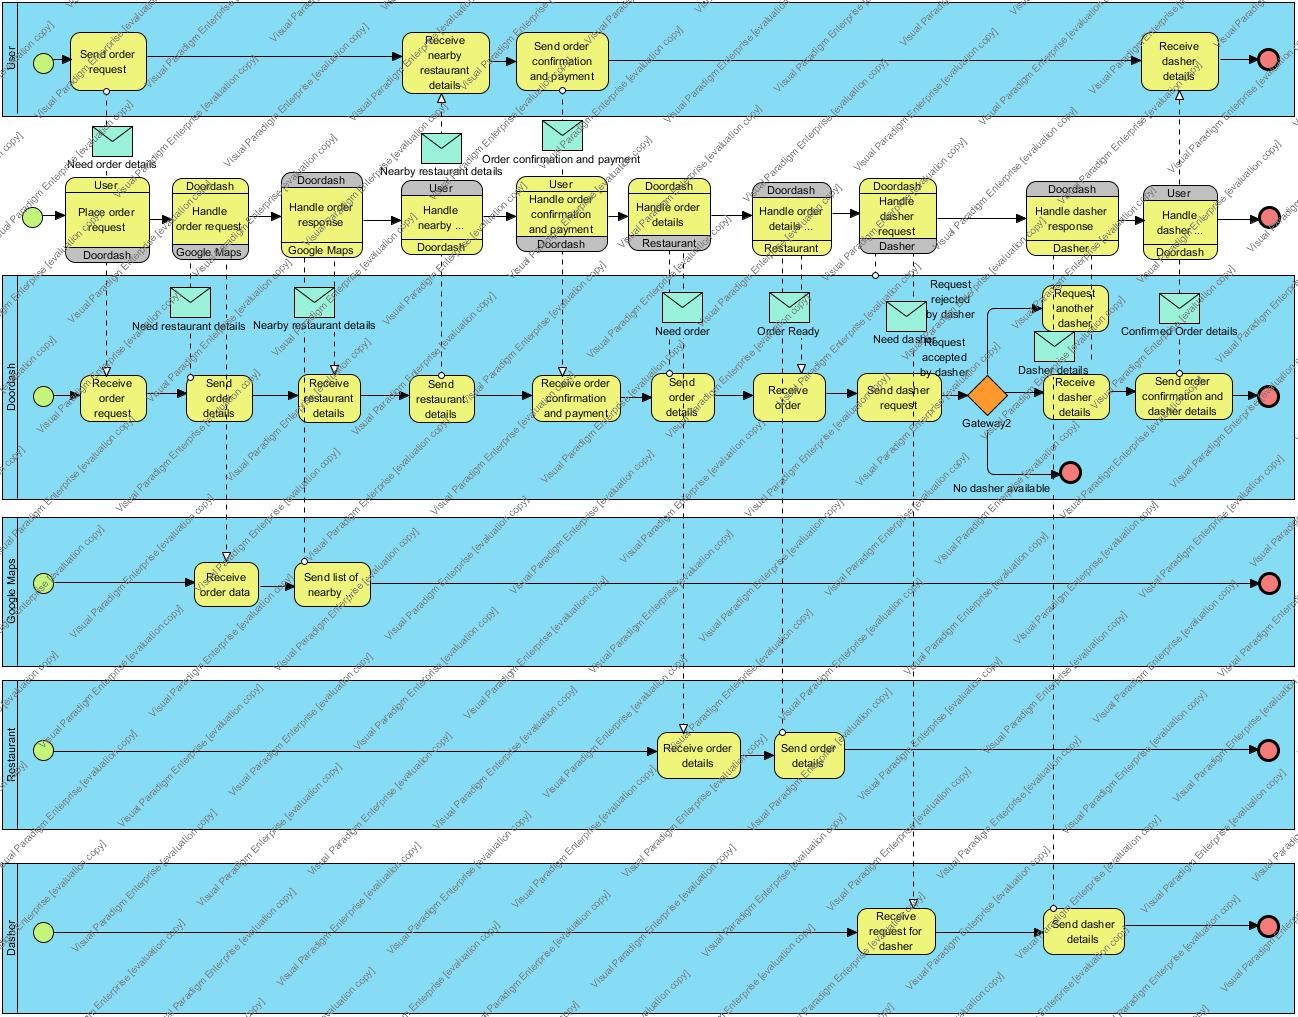 User
Send order
request
Receive
nearby
restaurant
details
Send order
confirmation
and payment
Receive
dasher
details
Need order details
Nearby restaurant details
Order confirmation and payment
User
Place order
request
Doordash
Doordash
Handle
order request
Google Maps
Doordash
Handle order
response
Google Maps
User
Handle
nearby ...
Doordash
User
Handle order
confirmation
and payment
Doordash
Doordash
Handle order
details
Restaurant
Doordash
Handle order
details ...
Restaurant
Doordash
Handle
dasher
request
Dasher
Doordash
Handle dasher
response
Dasher
User
Handle
dasher ...
Doordash
Doordash
Need restaurant details
Nearby restaurant details
Need order
Order Ready
Need dasher
Request
rejected
by dasher
Request
accepted
by dasher
Request
another
dasher
Dasher details
Confirmed Order details
Receive
order
request
Send
order
details
Receive
restaurant
details
Send
restaurant
details
Receive order
confirmation
and payment
Send
order
details
Receive
order
Send dasher
request
Gateway2
Receive
dasher
details
Send order
confirmation and
dasher details
No dasher available
Google Maps
Receive
order data
Send list of
nearby
Restaurant
Receive order
details
Send order
details
Dasher
Receive
request for
dasher
Send dasher
details
Visual Paradigm Enterprise [evaluation copy]